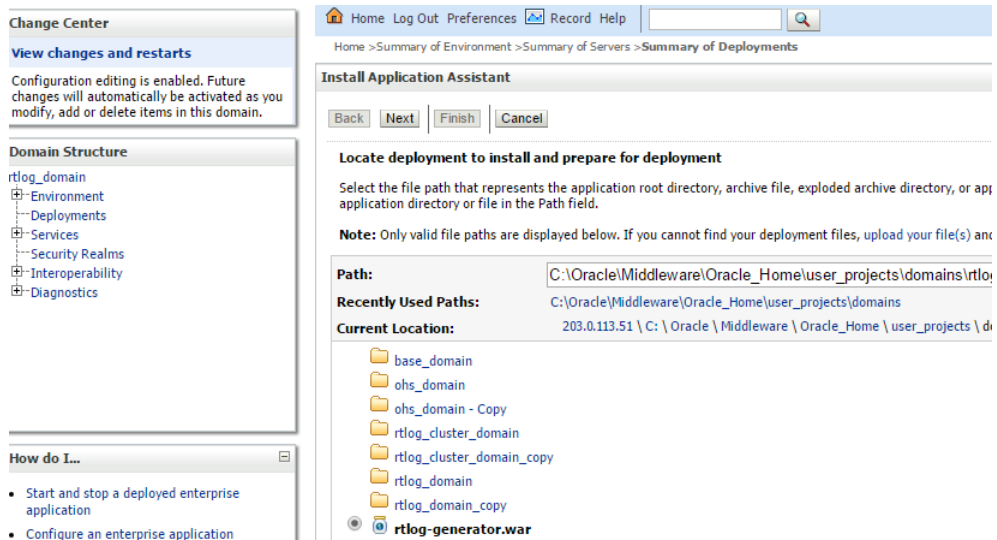 Change Center
View changes and restarts
Configuration editing is enabled. Future
changes will automatically be activated as you
modify, add or delete items in this domain.
Domain Structure
rtlog_domain
Environment
Deployments
Services
Security Realms
Interoperability
Diagnostics
How do I...
Start and stop a deployed enterprise
application
Configure an enterprise application
Home Log Out Preferences Record Help
Home >Summary of Environment >Summary of Servers >Summary of Deployments
Install Application Assistant
Back Next Finish Cancel
Locate deployment to install and prepare for deployment
Select the file path that represents the application root directory, archive file, exploded archive directory, or
application directory or file in the Path field.
Note: Only valid file paths are displayed below. If you cannot find your deployment files, upload your file(s) and
Path: C:\Oracle\Middleware\Oracle_Home\user_projects\domains\rtlog
Recently Used Paths: C:\Oracle\Middleware\Oracle_Home\user_projects\domains
Current Location: 203.0.113.51 \ C: \ Oracle \ Middleware \ Oracle_Home \ user_projects \
base_domain
ohs_domain
ohs_domain - Copy
rtlog_cluster_domain
rtlog_cluster_domain_copy
rtlog_domain
rtlog_domain_copy
rtlog-generator.war